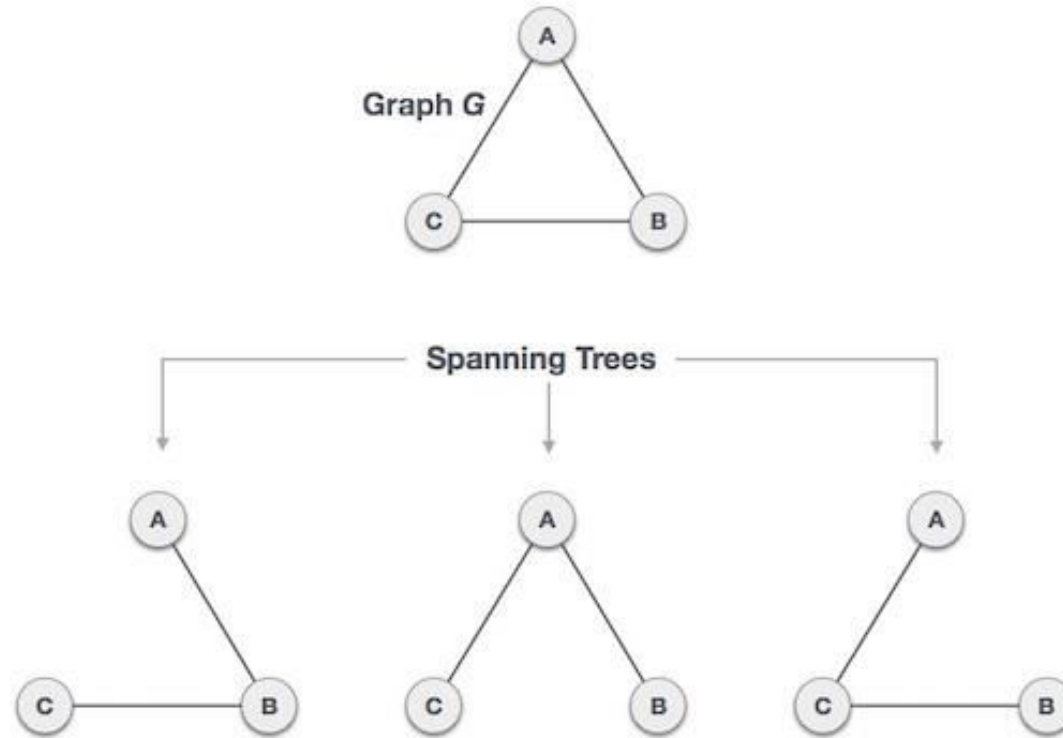 A
Graph G
C B
Spanning Trees
A A A
C B C B C B